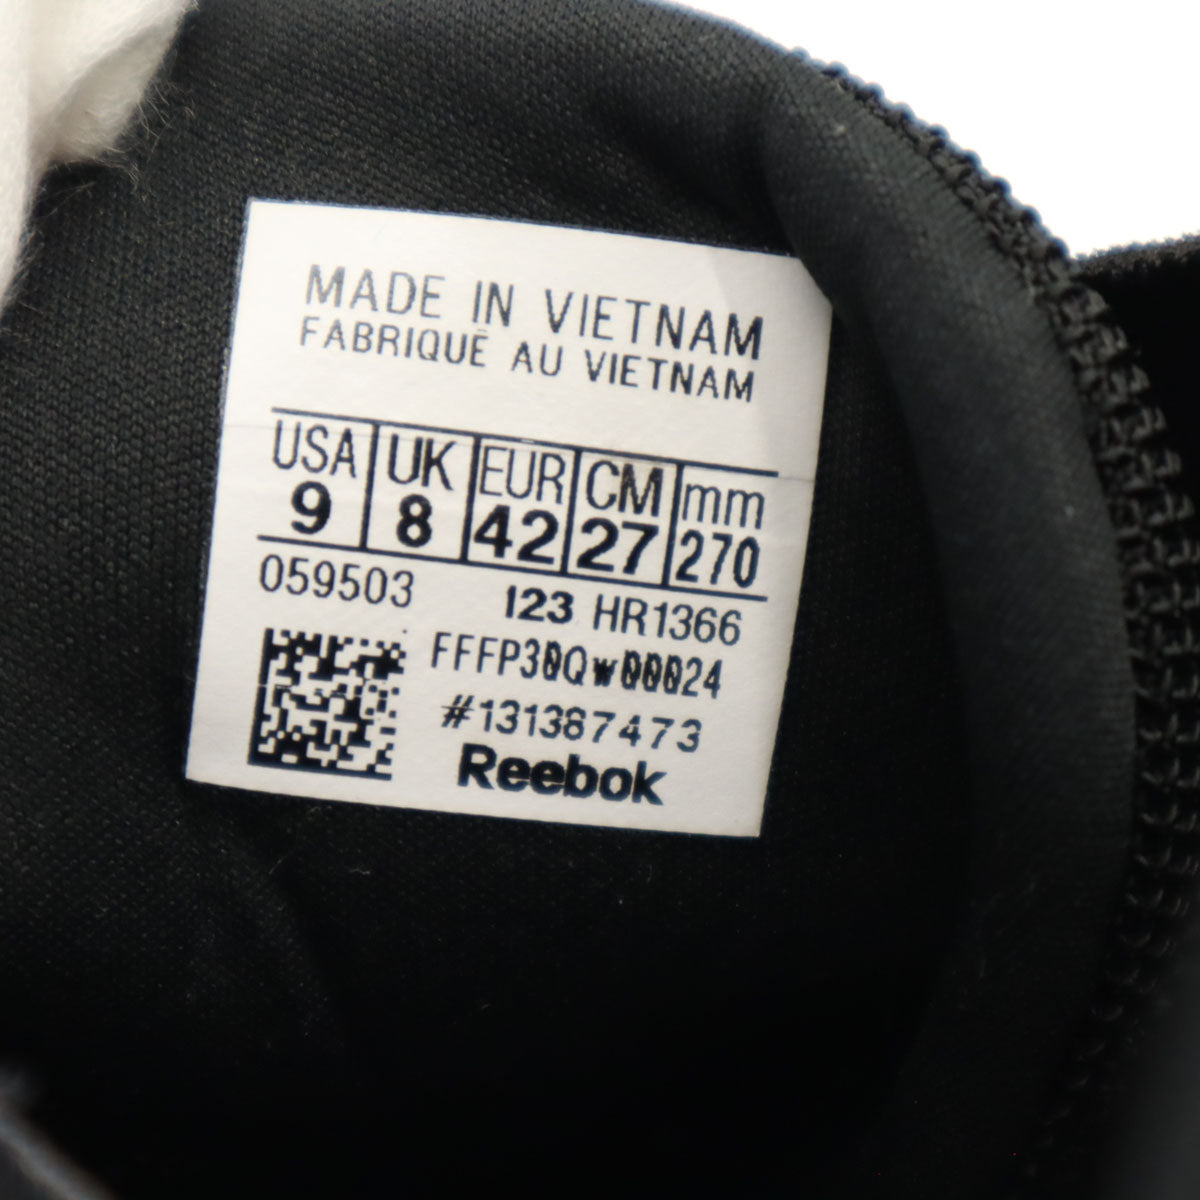 MADE IN VIETNAM
FABRIQUÉ AU VIETNAM
USA UK EUR CM mm
9 8 42 27 270
059503 123 HR1366
FFFP30Qw00024
#131387473
Reebok